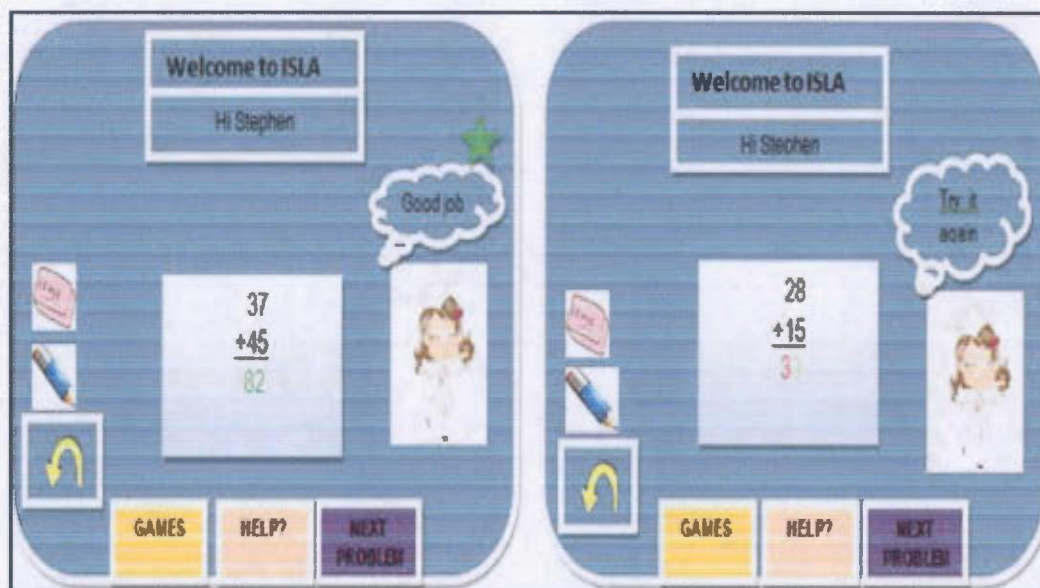 Welcome to ISLA
Hi Stephen
Good job
37
+45
82
GAMES
HELP?
NEXT
PROBLEM
Welcome to ISLA
Hi Stephen
Try it
again
28
+15
3
GAMES
HELP?
NEXT
PROBLEM